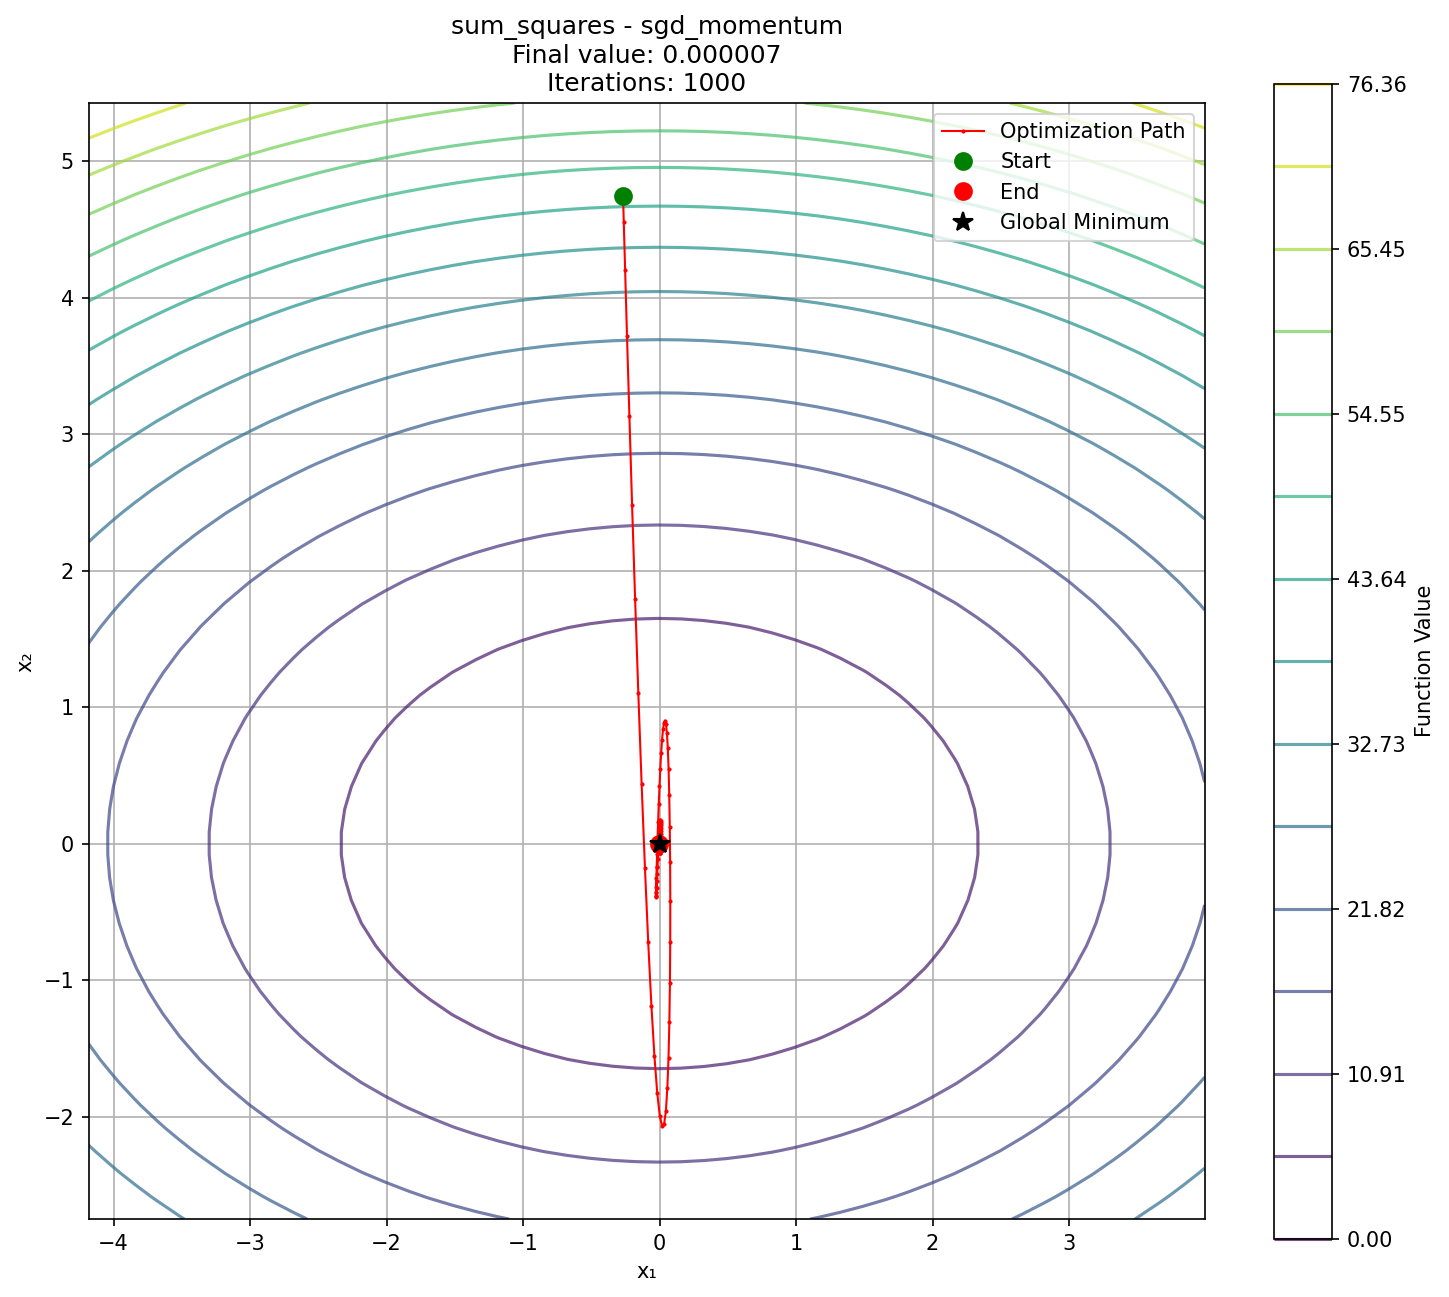 sum_squares - sgd_momentum
Final value: 0.000007
Iterations: 1000
Optimization Path
Start
End
Global Minimum
5
4
3
2
1
0
−1
−2
x₂
−4
−3
−2
−1
0
1
2
3
x₁
76.36
65.45
54.55
43.64
32.73
21.82
10.91
0.00
Function Value